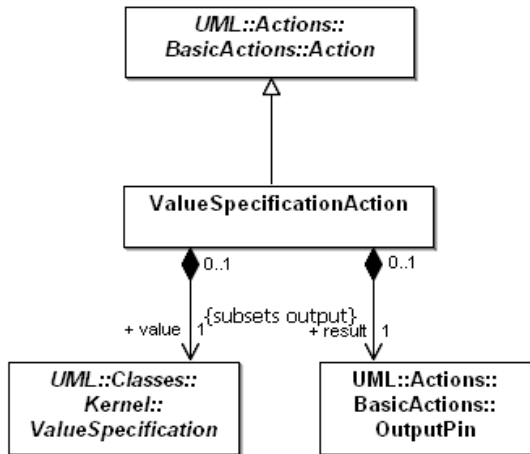 UML::Actions::
BasicActions::Action
ValueSpecificationAction
0..1
0..1
{subsets output}
+ value 1
+ result 1
UML::Classes::
Kernel::
ValueSpecification
UML::Actions::
BasicActions::
OutputPin